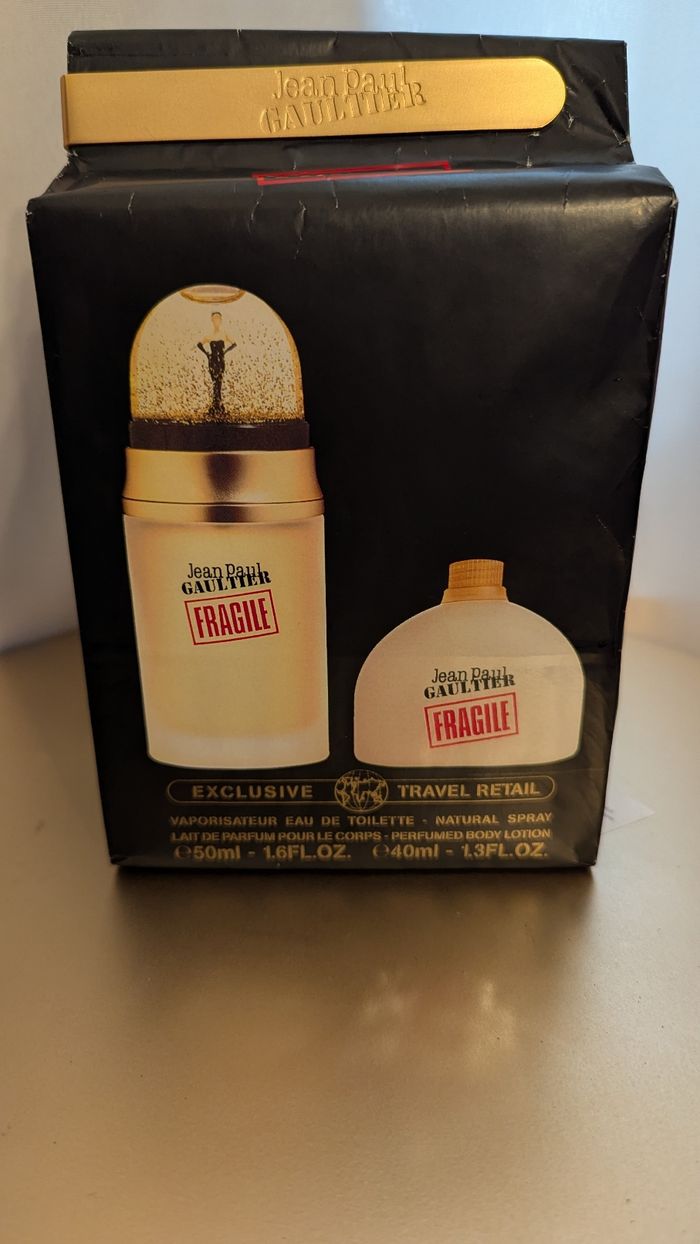 Jean Paul
GAULTIER
Jean Paul
GAULTIER
FRAGILE
Jean Paul
GAULTIER
FRAGILE
EXCLUSIVE TRAVEL RETAIL
VAPORISATEUR EAU DE TOILETTE - NATURAL SPRAY
LAIT DE PARFUM POUR LE CORPS - PERFUMED BODY LOTION
℮50ml - 1.6FL.OZ. ℮40ml - 1.3FL.OZ.